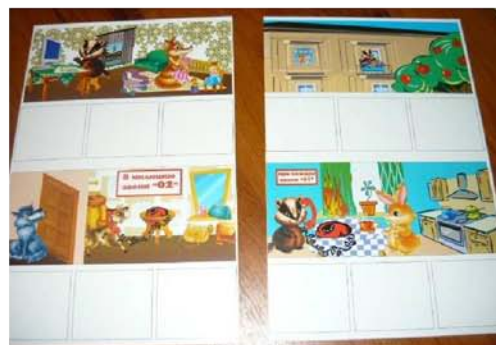 В милицию
звони "02"
при пожаре
звони "01"